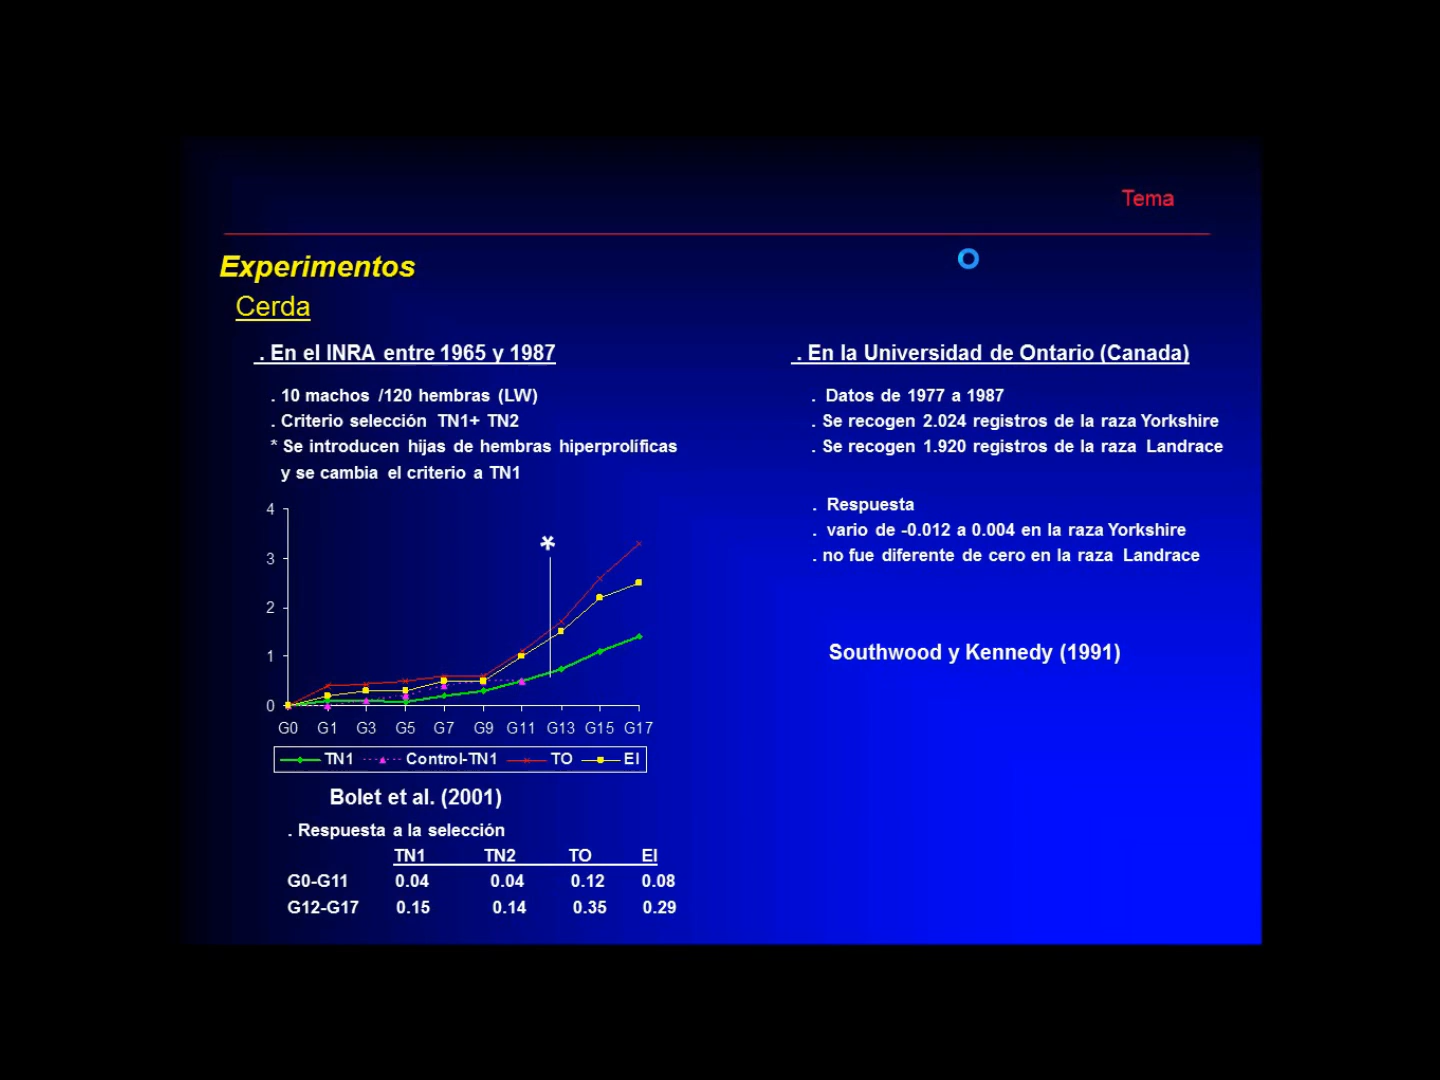 Tema
Experimentos
Cerda
. En el INRA entre 1965 y 1987
. 10 machos /120 hembras (LW)
. Criterio selección TN1+ TN2
* Se introducen hijas de hembras hiperprolíficas
y se cambia el criterio a TN1
4
3
2
1
0
*
G0 G1 G3 G5 G7 G9 G11 G13 G15 G17
TN1 Control-TN1 TO EI
Bolet et al. (2001)
. Respuesta a la selección
TN1 TN2 TO EI
G0-G11 0.04 0.04 0.12 0.08
G12-G17 0.15 0.14 0.35 0.29
. En la Universidad de Ontario (Canada)
. Datos de 1977 a 1987
. Se recogen 2.024 registros de la raza Yorkshire
. Se recogen 1.920 registros de la raza Landrace
. Respuesta
. vario de -0.012 a 0.004 en la raza Yorkshire
. no fue diferente de cero en la raza Landrace
Southwood y Kennedy (1991)